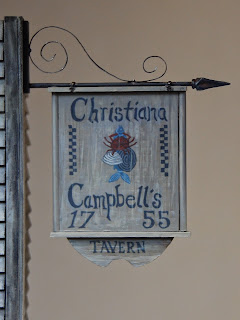 Christiana
Campbell's
17 55
TAVERN